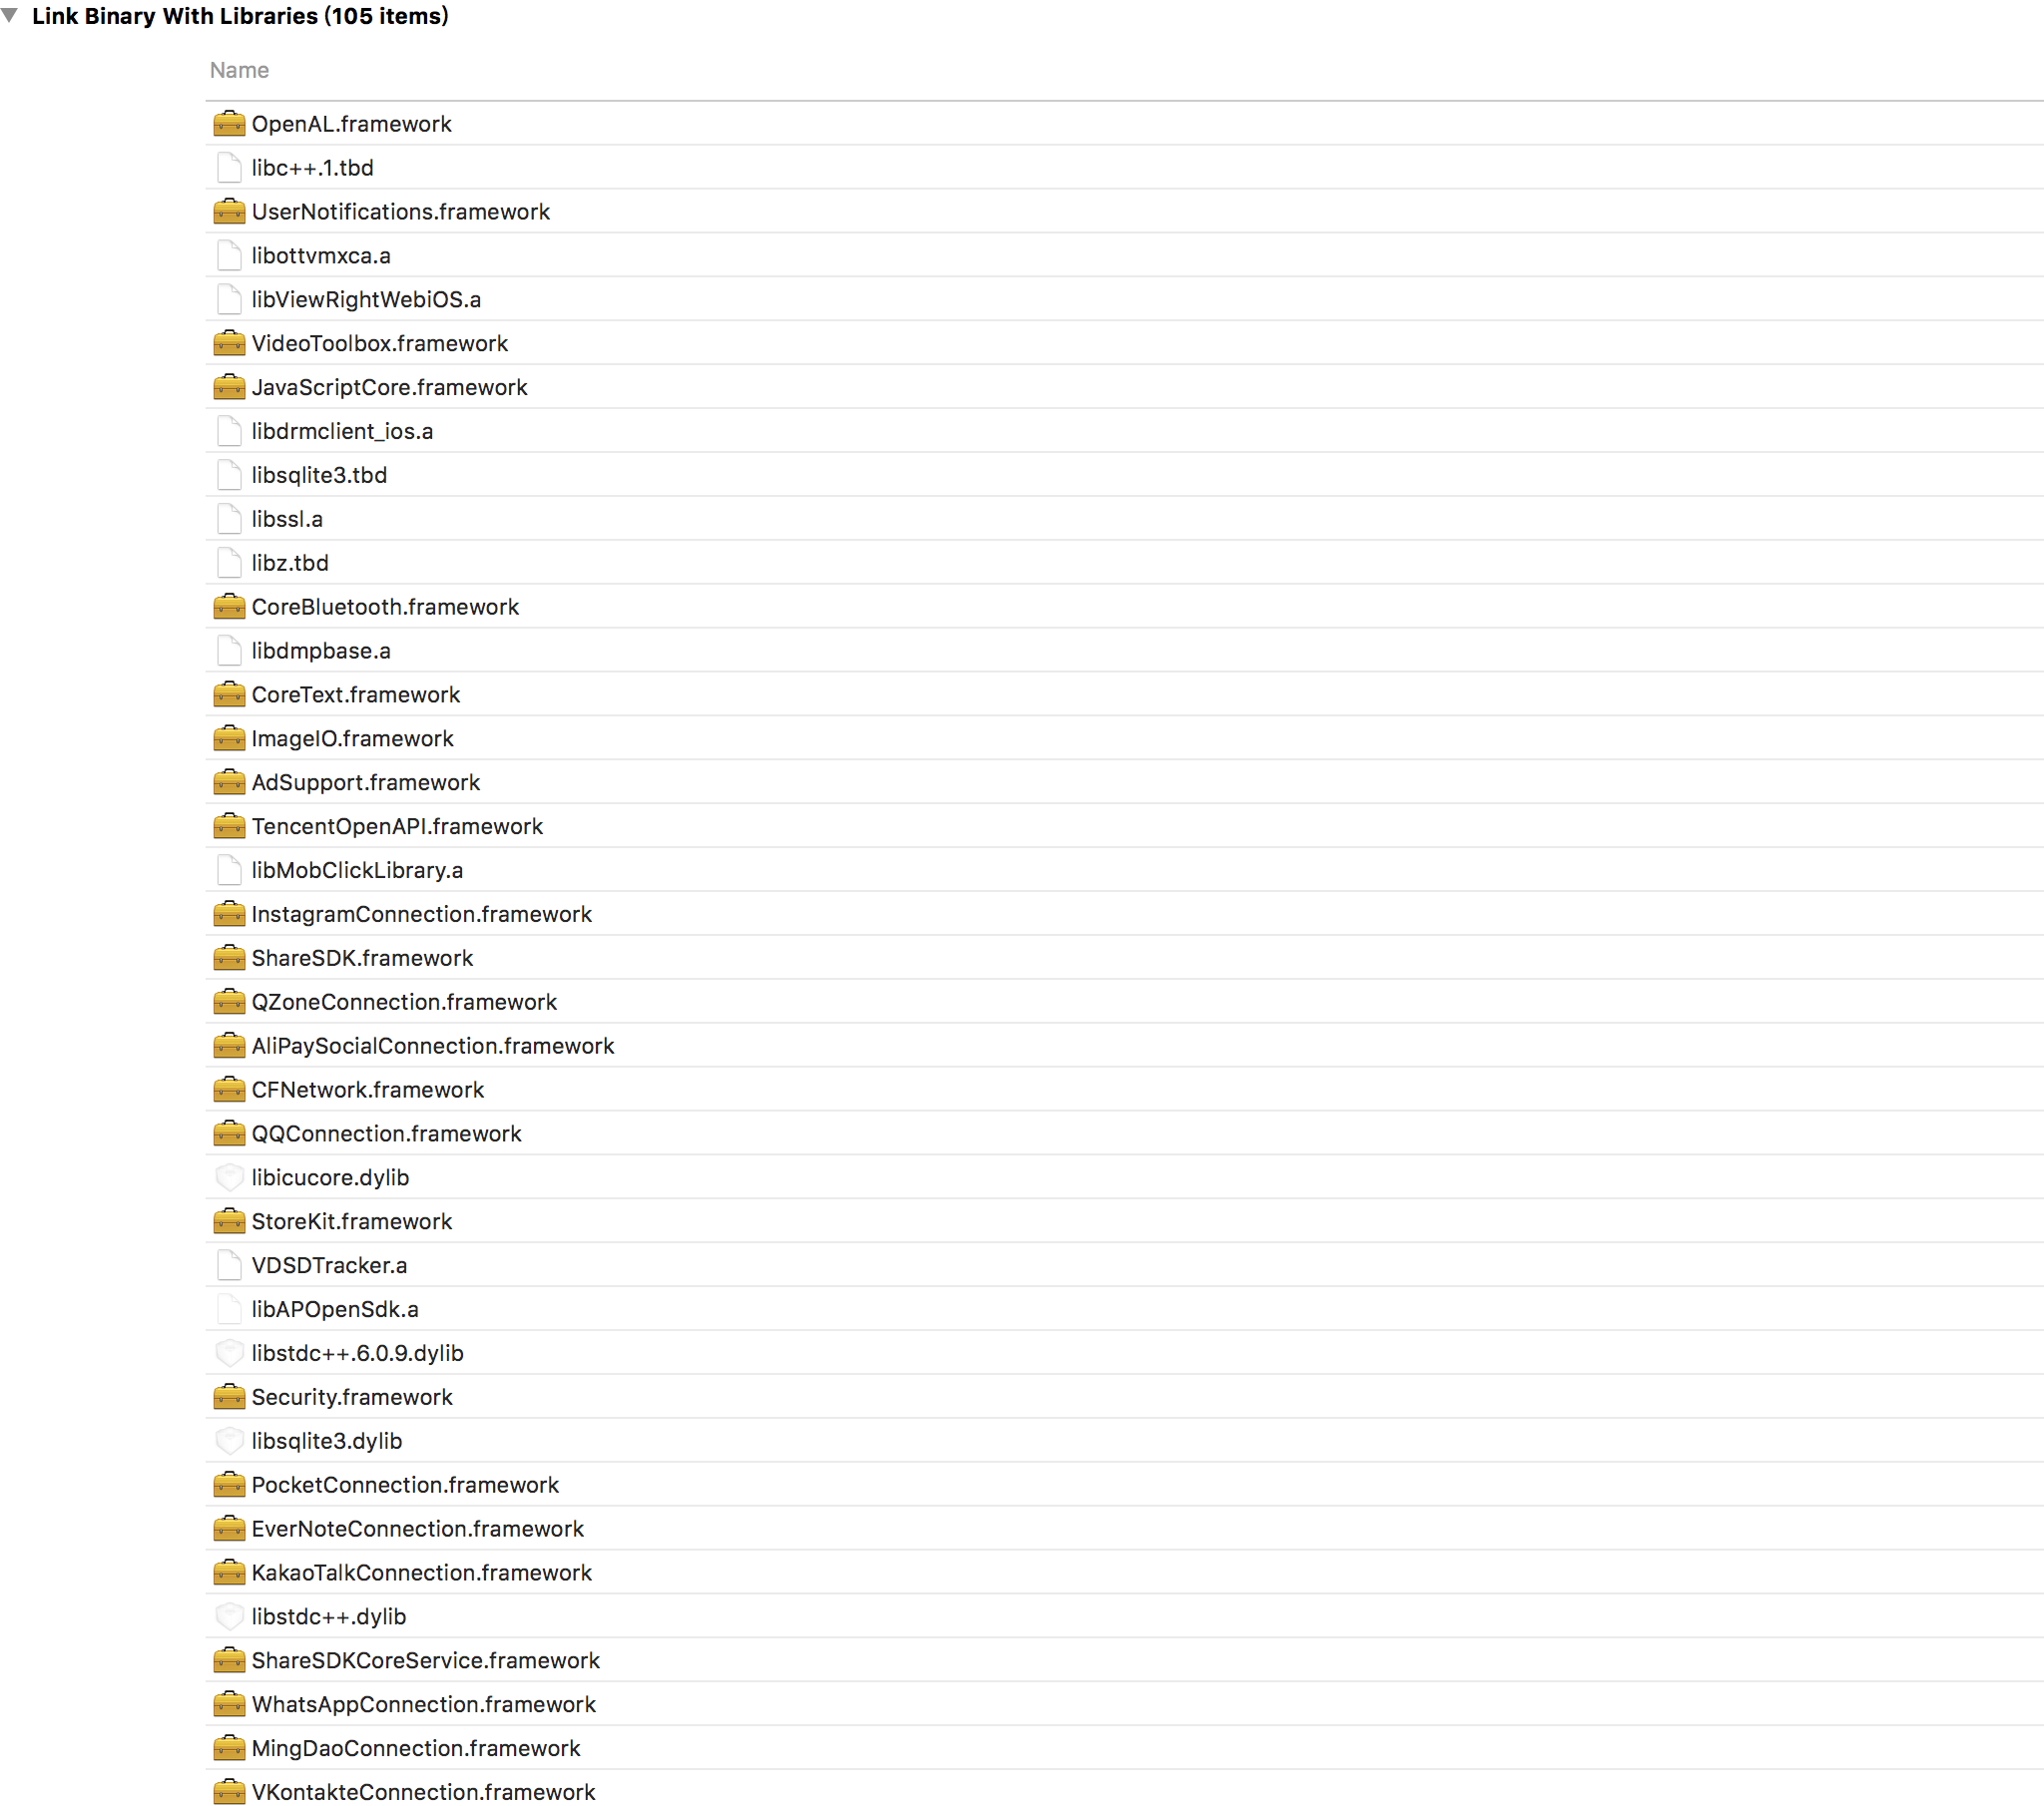 Link Binary With Libraries (105 items)
Name
OpenAL.framework
libc++.1.tbd
UserNotifications.framework
libottvmxca.a
libViewRightWebiOS.a
VideoToolbox.framework
JavaScriptCore.framework
libdrmclient_ios.a
libsqlite3.tbd
libssl.a
libz.tbd
CoreBluetooth.framework
libdmpbase.a
CoreText.framework
ImageIO.framework
AdSupport.framework
TencentOpenAPI.framework
libMobClickLibrary.a
InstagramConnection.framework
ShareSDK.framework
QZoneConnection.framework
AliPaySocialConnection.framework
CFNetwork.framework
QQConnection.framework
libicucore.dylib
StoreKit.framework
VDSDTracker.a
libAPOpenSdk.a
libstdc++.6.0.9.dylib
Security.framework
libsqlite3.dylib
PocketConnection.framework
EverNoteConnection.framework
KakaoTalkConnection.framework
libstdc++.dylib
ShareSDKCoreService.framework
WhatsAppConnection.framework
MingDaoConnection.framework
VKontakteConnection.framework